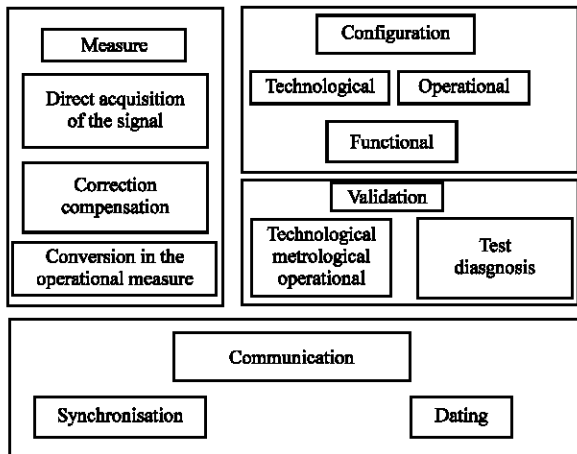 Measure
Direct acquisition
of the signal
Correction
compensation
Conversion in the
operational measure
Configuration
Technological
Operational
Functional
Validation
Technological
metrological
operational
Test
diasgnosis
Communication
Synchronisation
Dating